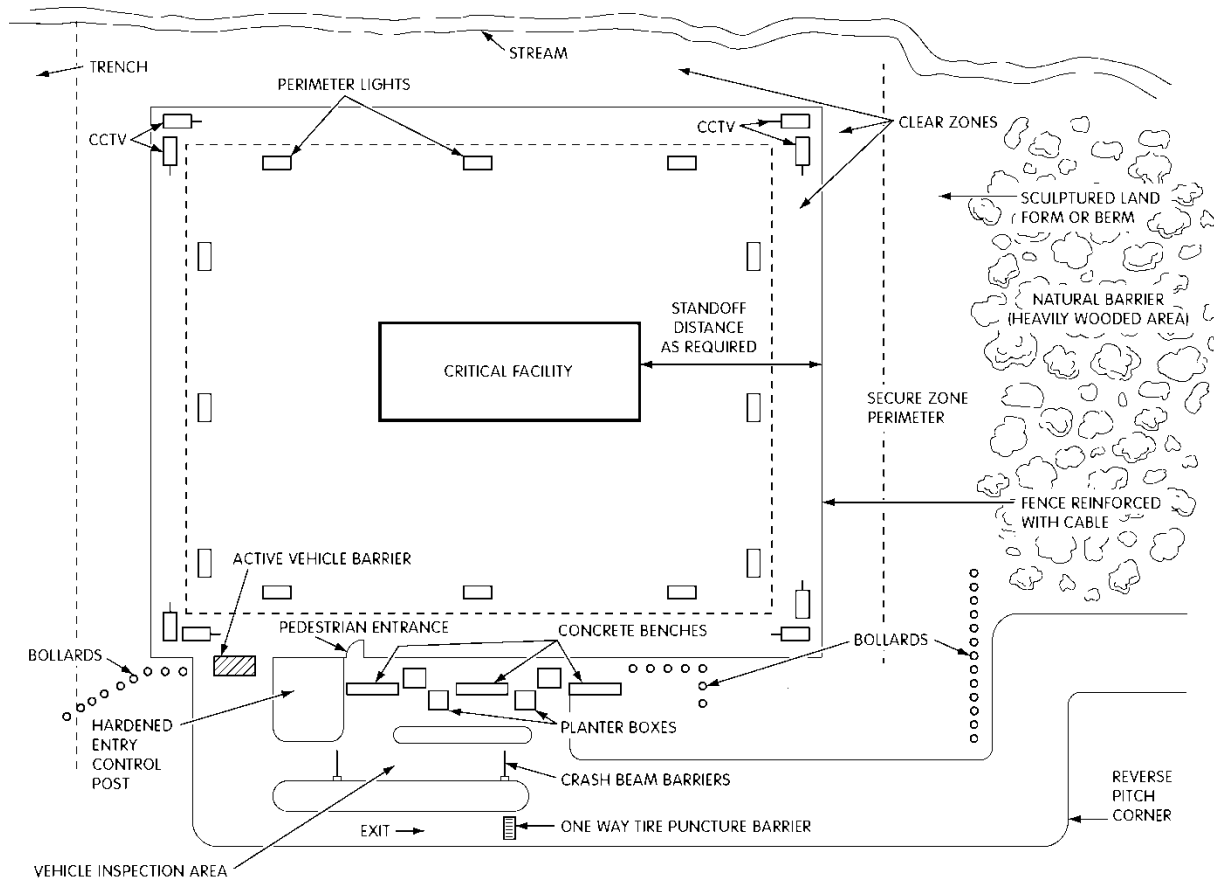 STREAM
TRENCH
PERIMETER LIGHTS
CCTV
CCTV
CLEAR ZONES
SCULPTURED LAND
FORM OR BERM
NATURAL BARRIER
(HEAVILY WOODED AREA)
STANDOFF
DISTANCE
AS REQUIRED
CRITICAL FACILITY
SECURE ZONE
PERIMETER
FENCE REINFORCED
WITH CABLE
ACTIVE VEHICLE BARRIER
PEDESTRIAN ENTRANCE
CONCRETE BENCHES
BOLLARDS
BOLLARDS
HARDENED
ENTRY
CONTROL
POST
PLANTER BOXES
CRASH BEAM BARRIERS
REVERSE
PITCH
CORNER
EXIT
ONE WAY TIRE PUNCTURE BARRIER
VEHICLE INSPECTION AREA